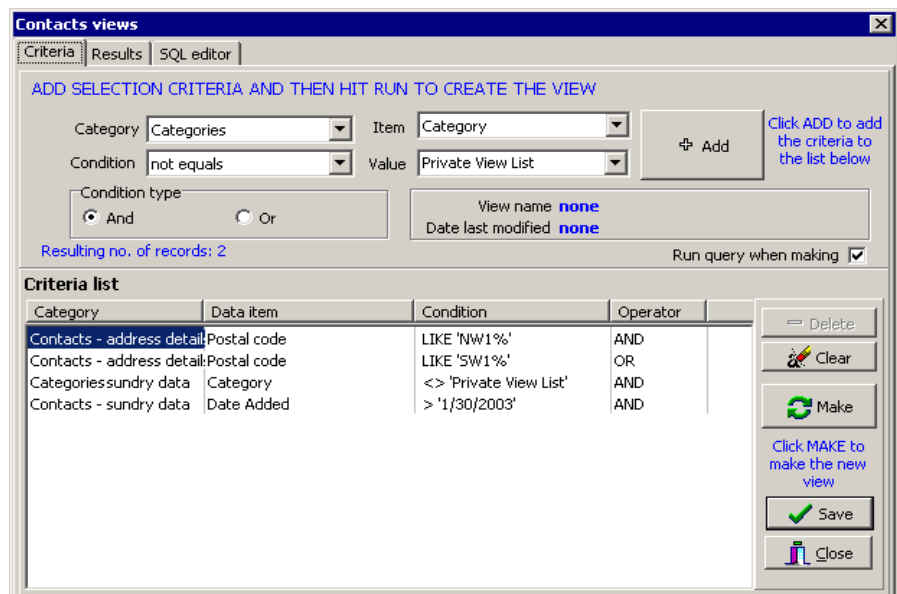 Contacts views
Criteria Results SQL editor
ADD SELECTION CRITERIA AND THEN HIT RUN TO CREATE THE VIEW
Category Categories Item Category
Condition not equals Value Private View List
Add
Click ADD to add
the criteria to
the list below
Condition type
And Or
View name none
Date last modified none
Resulting no. of records: 2
Run query when making
Criteria list
Category Data item Condition Operator
Contacts - address detail: Postal code LIKE 'NW1%' AND
Contacts - address detail: Postal code LIKE 'SW1%' OR
Categories sundry data Category <> 'Private View List' AND
Contacts - sundry data Date Added > '1/30/2003' AND
Delete
Clear
Make
Click MAKE to
make the new
view
Save
Close